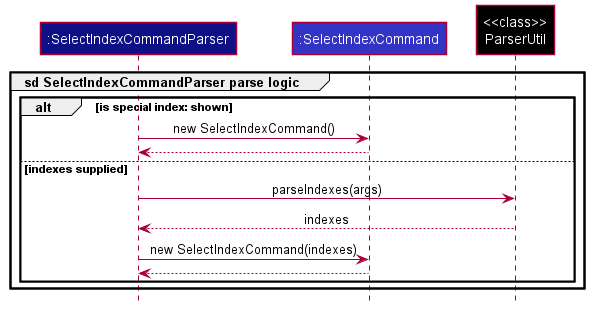 <<class>>
:SelectIndexCommandParser
:SelectIndexCommand
ParserUtil
sd SelectIndexCommandParser parse logic
alt
[is special index: shown]
new SelectIndexCommand()
[indexes supplied]
parseIndexes(args)
indexes
new SelectIndexCommand(indexes)